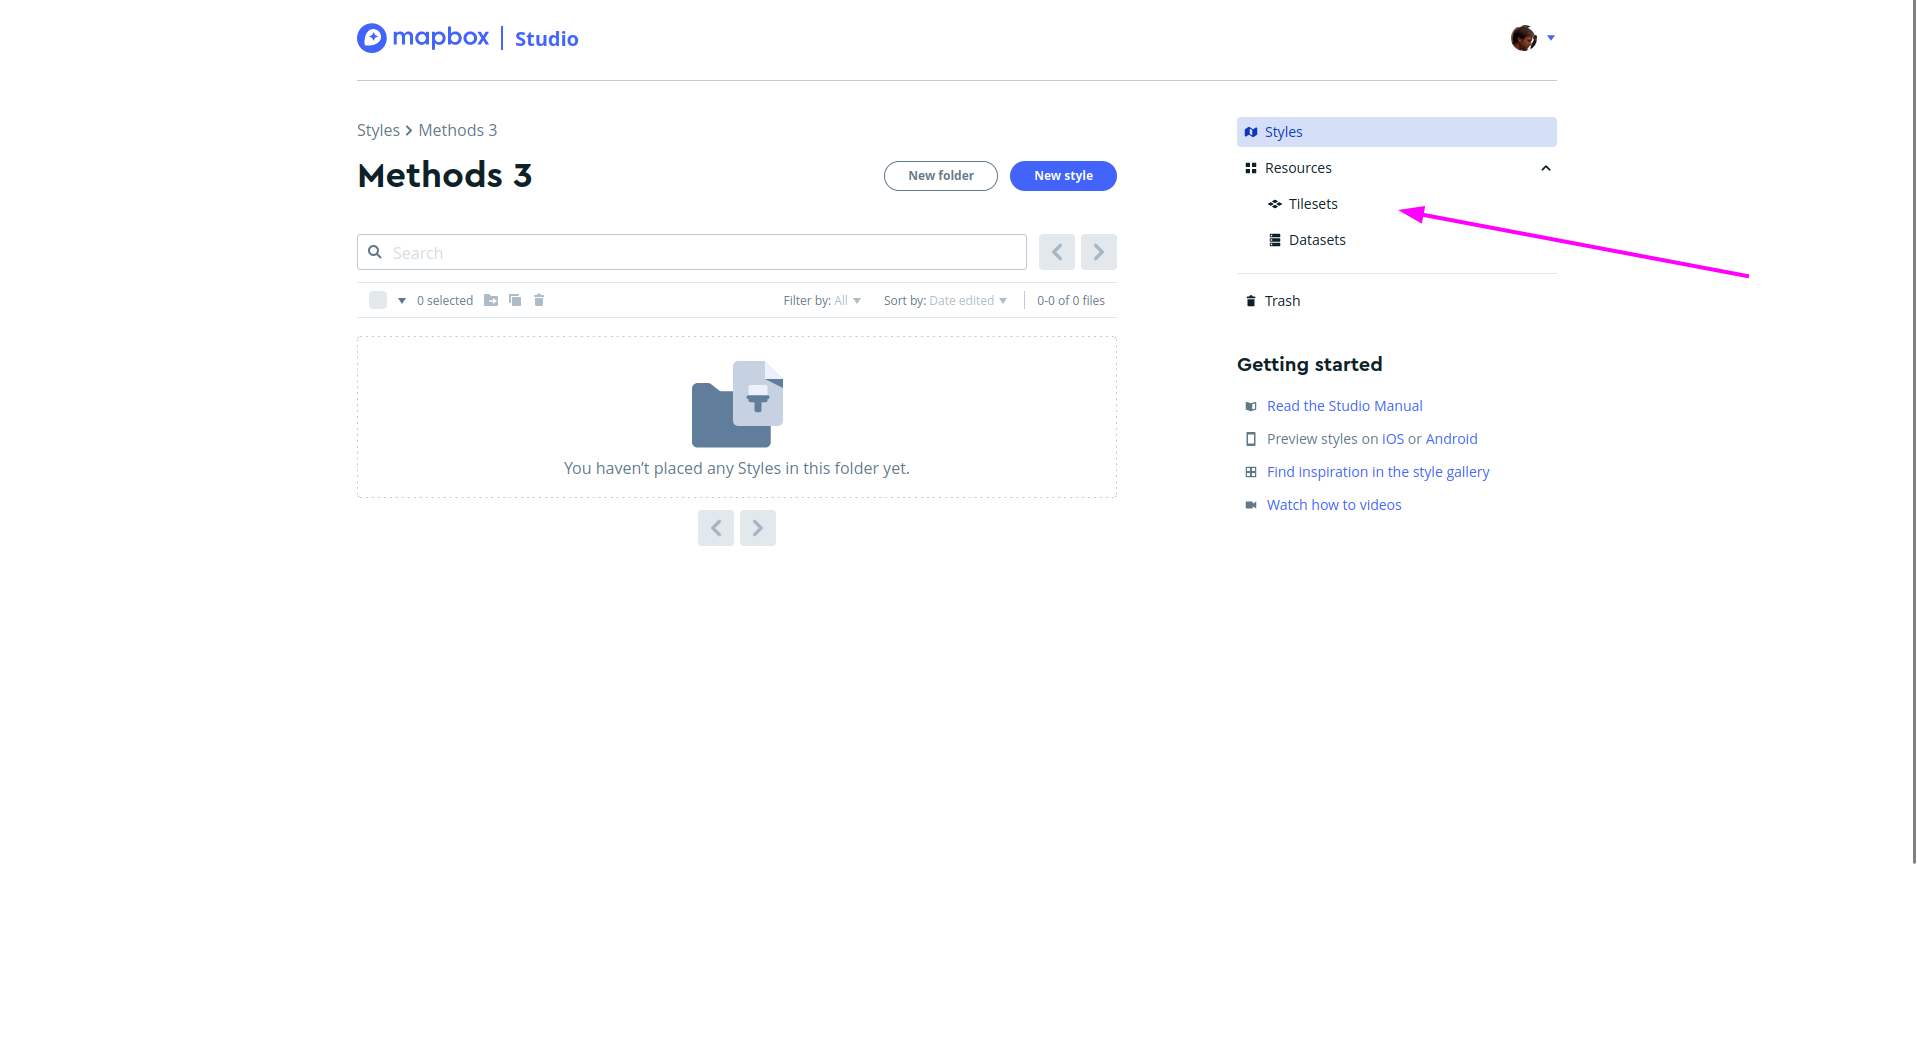 mapbox | Studio
Styles > Methods 3
Methods 3
New folder
New style
Search
0 selected
Filter by: All
Sort by: Date edited
0-0 of 0 files
You haven’t placed any Styles in this folder yet.
Styles
Resources
Tilesets
Datasets
Trash
Getting started
Read the Studio Manual
Preview styles on iOS or Android
Find inspiration in the style gallery
Watch how to videos